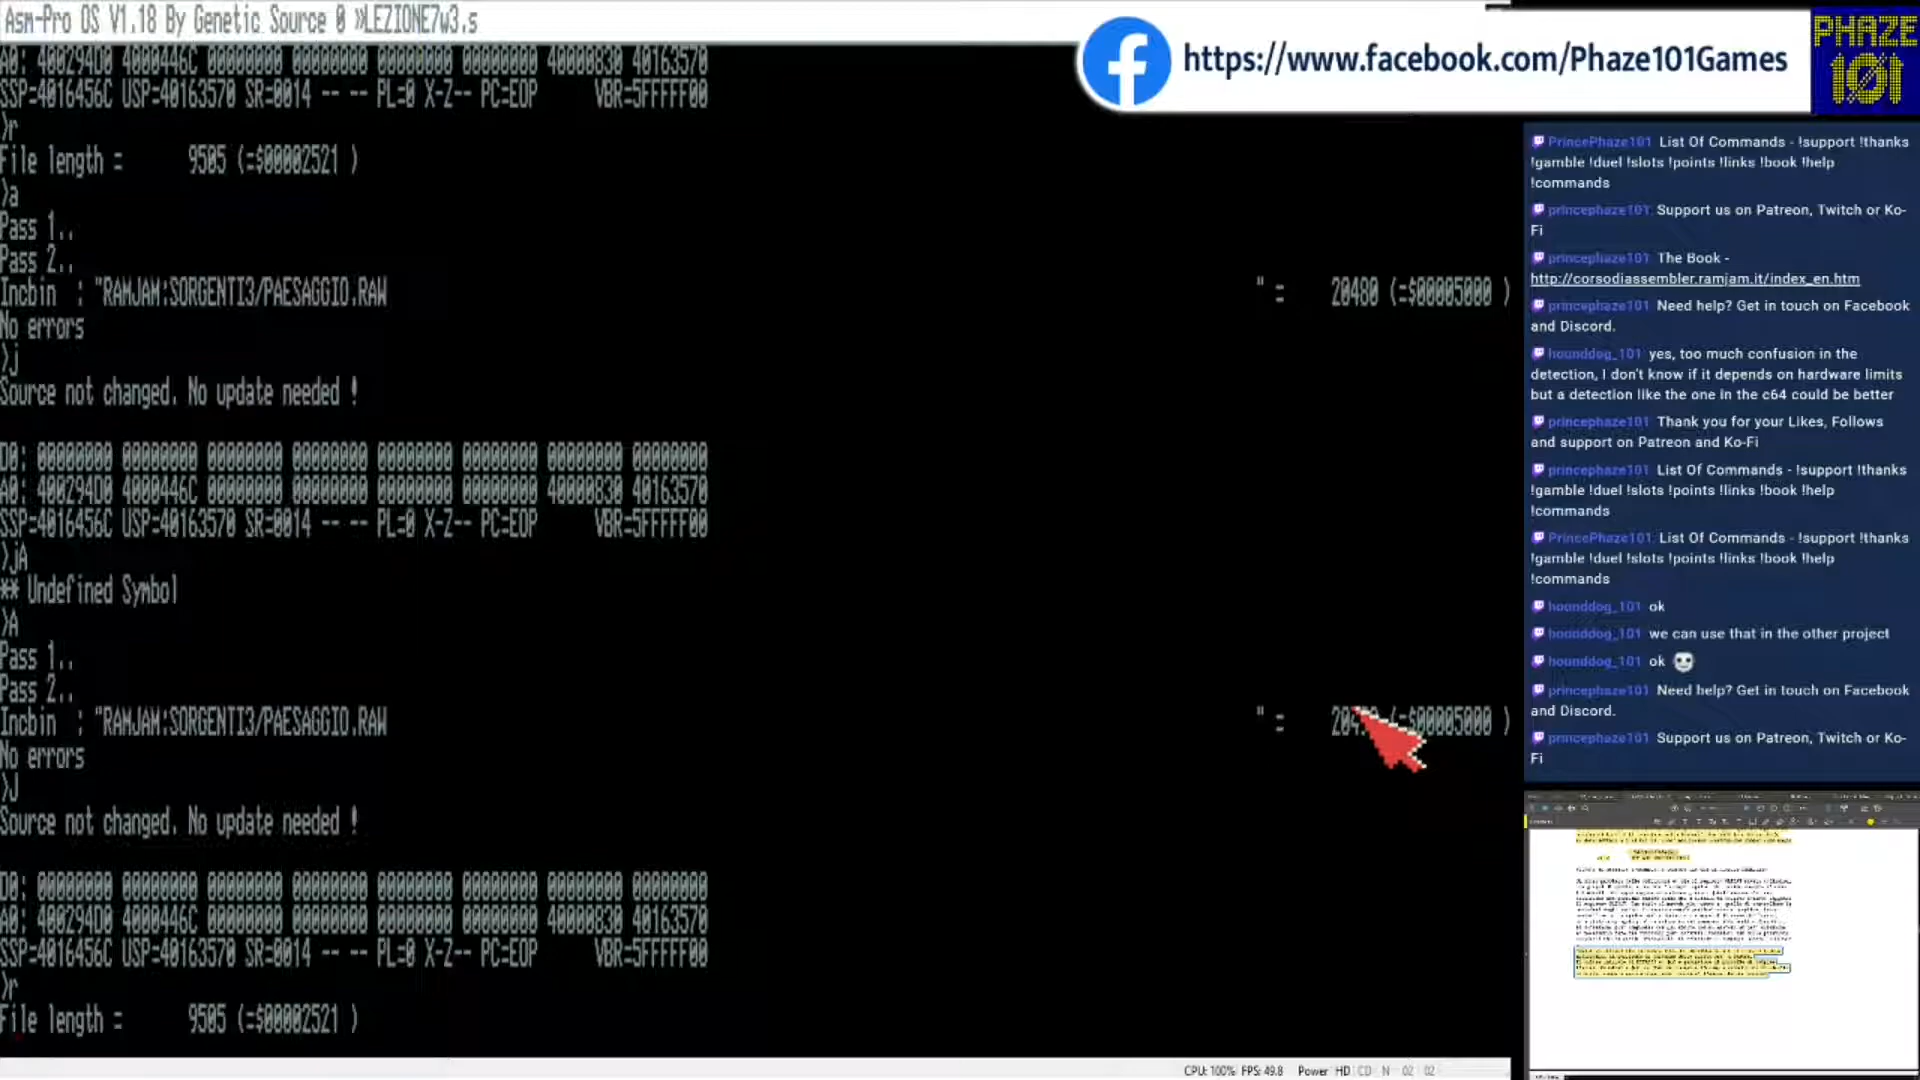 Asm-Pro OS V1.18 By Genetic Source 0 »LEZIONE7w3.s
A0: 400294D0 4000446C 00000000 00000000 00000000 00000000 40000830 40163570
SSP=4016456C USP=40163570 SR=0014 -- -- PL=0 X-Z-- PC=EOP VBR=5FFFFF00
>r
File length = 9505 (=$00002521 )
>a
Pass 1..
Pass 2..
Incbin : "RAMJAM:SORGENTI3/PAESAGGIO.RAW " = 20480 (=$00005000 )
No errors
>j
Source not changed. No update needed !
D0: 00000000 00000000 00000000 00000000 00000000 00000000 00000000 00000000
A0: 400294D0 4000446C 00000000 00000000 00000000 00000000 40000830 40163570
SSP=4016456C USP=40163570 SR=0014 -- -- PL=0 X-Z-- PC=EOP VBR=5FFFFF00
>jA
** Undefined Symbol
>A
Pass 1..
Pass 2..
Incbin : "RAMJAM:SORGENTI3/PAESAGGIO.RAW " = (=$00005000 )
No errors
>J
Source not changed. No update needed !
D0: 00000000 00000000 00000000 00000000 00000000 00000000 00000000 00000000
A0: 400294D0 4000446C 00000000 00000000 00000000 00000000 40000830 40163570
SSP=4016456C USP=40163570 SR=0014 -- -- PL=0 X-Z-- PC=EOP VBR=5FFFFF00
>r
File length = 9505 (=$00002521 )
CPU: 100% FPS: 49.8 Power HD CD N 02 02
https://www.facebook.com/Phaze101Games
PHAZE
101
PrincePhaze101 List Of Commands - !support !thanks
!gamble !duel !slots !points !links !book !help
!commands
princephaze101 Support us on Patreon, Twitch or Ko-
Fi
princephaze101 The Book -
http://corsodiassembler.ramjam.it/index_en.htm
princephaze101 Need help? Get in touch on Facebook
and Discord.
hounddog_101 yes, too much confusion in the
detection, I don't know if it depends on hardware limits
but a detection like the one in the c64 could be better
princephaze101 Thank you for your Likes, Follows
and support on Patreon and Ko-Fi
princephaze101 List Of Commands - !support !thanks
!gamble !duel !slots !points !links !book !help
!commands
PrincePhaze101 List Of Commands - !support !thanks
!gamble !duel !slots !points !links !book !help
!commands
hounddog_101 ok
hounddog_101 we can use that in the other project
hounddog_101 ok
princephaze101 Need help? Get in touch on Facebook
and Discord.
princephaze101 Support us on Patreon, Twitch or Ko-
Fi